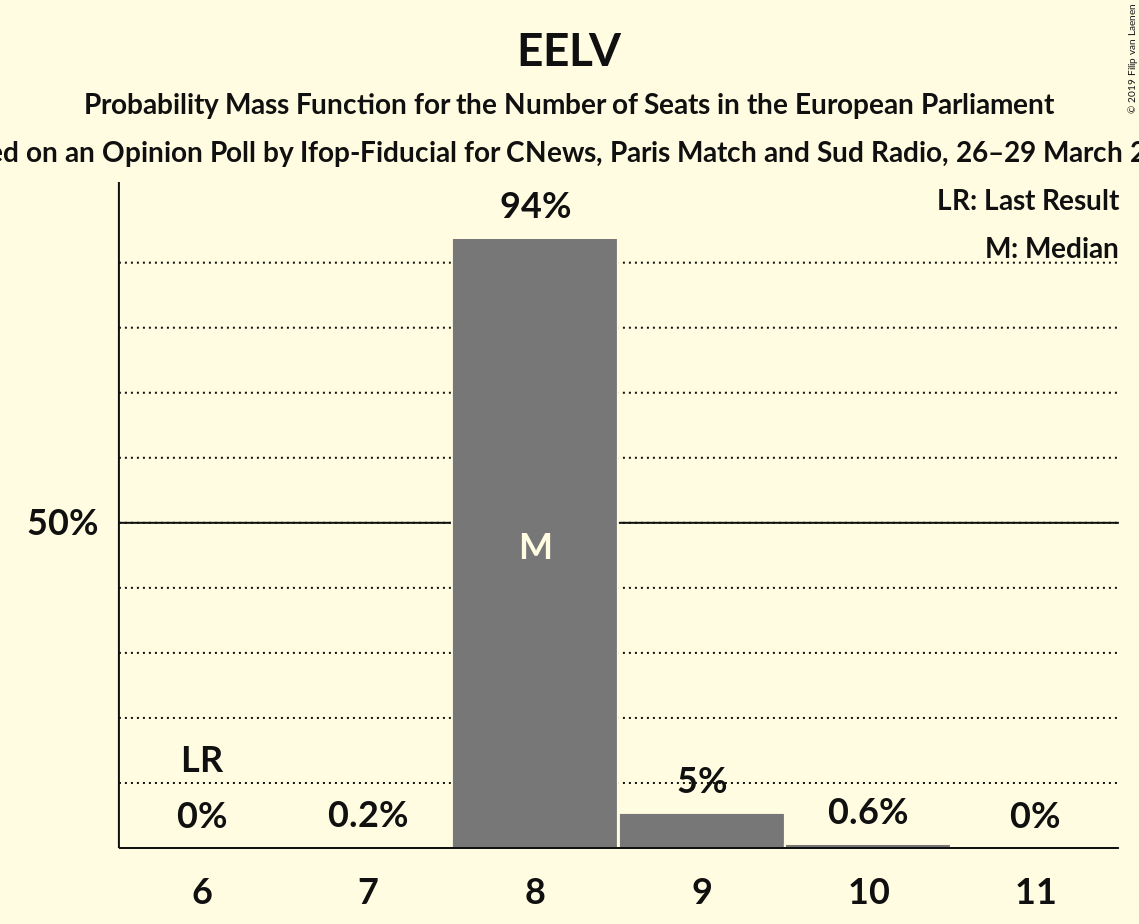 EELV
Probability Mass Function for the Number of Seats in the European Parliament
on an Opinion Poll by Ifop-Fiducial for CNews, Paris Match and Sud Radio, 26–29 March
© 2019 Filip van Laenen
LR: Last Result
M: Median
94%
50%
M
LR
0%
0.2%
5%
0.6%
0%
6 7 8 9 10 11